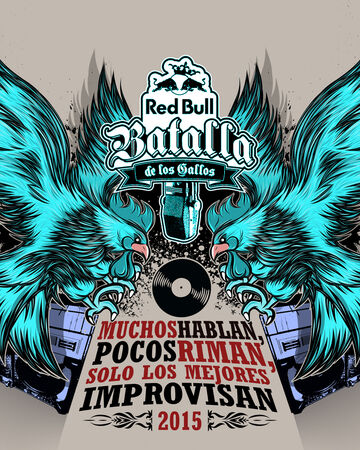 Red Bull
Batalla
de los Gallos
MUCHOS HABLAN,
POCOS RIMAN,
SOLO LOS MEJORES
IMPROVISAN
2015